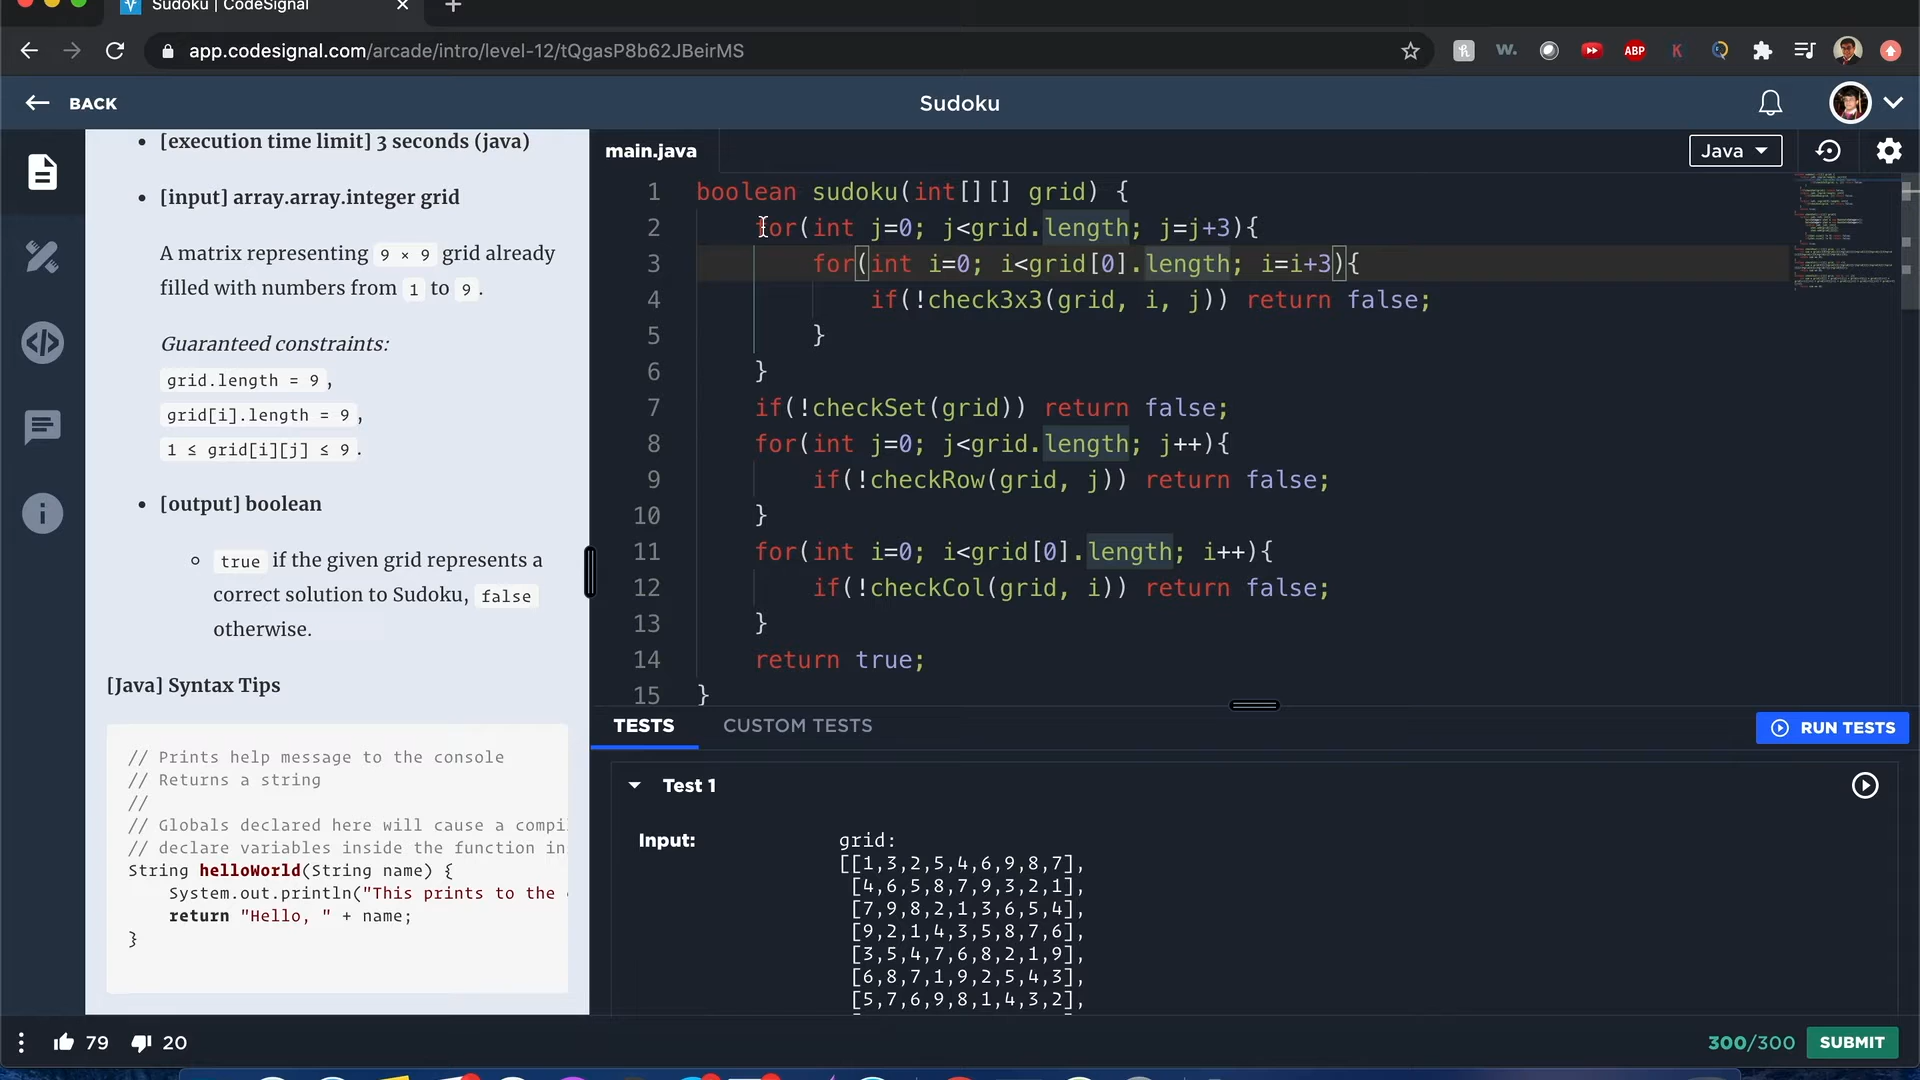 Sudoku | CodeSignal
app.codesignal.com/arcade/intro/level-12/tQgasP8b62JBeirMS
ABP
BACK
Sudoku
[execution time limit] 3 seconds (java)
[input] array.array.integer grid
A matrix representing 9 × 9 grid already
filled with numbers from 1 to 9.
Guaranteed constraints:
grid.length = 9,
grid[i].length = 9,
1 ≤ grid[i][j] ≤ 9.
[output] boolean
true if the given grid represents a
correct solution to Sudoku, false
otherwise.
[Java] Syntax Tips
// Prints help message to the console
// Returns a string
//
// Globals declared here will cause a compi
// declare variables inside the function in
String helloWorld(String name) {
System.out.println("This prints to the
return "Hello, " + name;
}
79
20
main.java
Java
1 boolean sudoku(int[][] grid) {
2 for(int j=0; j<grid.length; j=j+3){
3 for(int i=0; i<grid[0].length; i=i+3){
4 if(!check3x3(grid, i, j)) return false;
5 }
6 }
7 if(!checkSet(grid)) return false;
8 for(int j=0; j<grid.length; j++){
9 if(!checkRow(grid, j)) return false;
10 }
11 for(int i=0; i<grid[0].length; i++){
12 if(!checkCol(grid, i)) return false;
13 }
14 return true;
15 }
TESTS
CUSTOM TESTS
RUN TESTS
Test 1
Input:
grid:
[[1,3,2,5,4,6,9,8,7],
[4,6,5,8,7,9,3,2,1],
[7,9,8,2,1,3,6,5,4],
[9,2,1,4,3,5,8,7,6],
[3,5,4,7,6,8,2,1,9],
[6,8,7,1,9,2,5,4,3],
[5,7,6,9,8,1,4,3,2],
300/300
SUBMIT